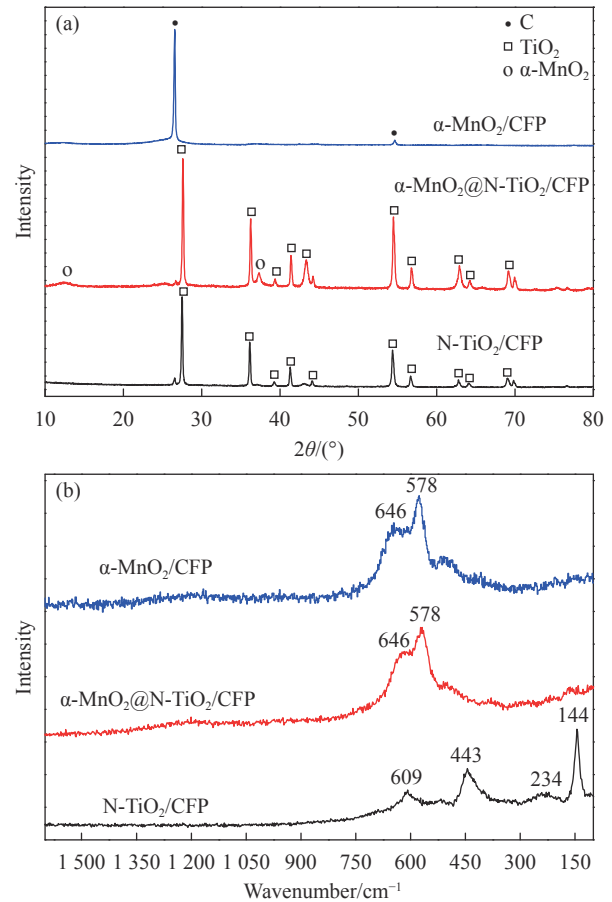 (a)
● C
□ TiO₂
o α-MnO₂
α-MnO₂/CFP
α-MnO₂@N-TiO₂/CFP
N-TiO₂/CFP
Intensity
10 20 30 40 50 60 70 80
2θ/(°)
(b)
578
646
α-MnO₂/CFP
578
646
α-MnO₂@N-TiO₂/CFP
144
609 443 234
N-TiO₂/CFP
Intensity
1 500 1 350 1 200 1 050 900 750 600 450 300 150
Wavenumber/cm⁻¹